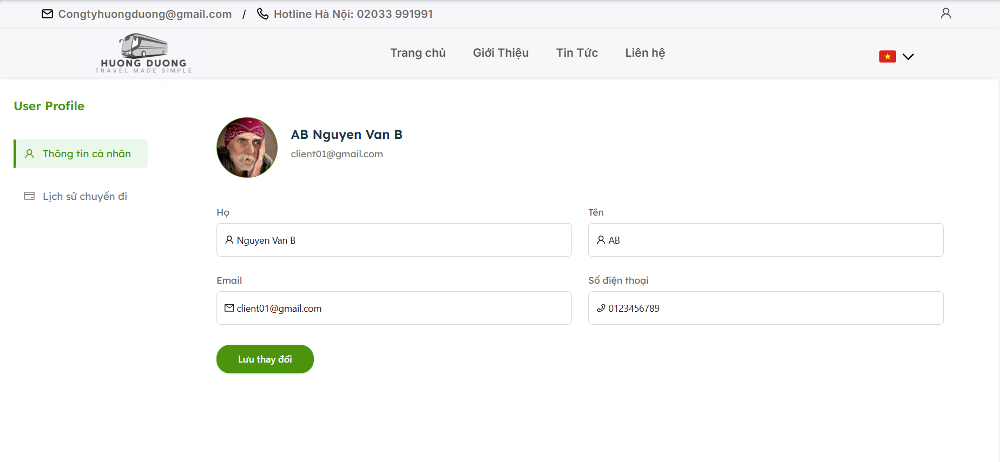 Congtyhuongduong@gmail.com / Hotline Hà Nội: 02033 991991
HUONG DUONG
TRAVEL MADE SIMPLE
Trang chủ Giới Thiệu Tin Tức Liên hệ
User Profile
Thông tin cá nhân
Lịch sử chuyến đi
AB Nguyen Van B
client01@gmail.com
Họ
Nguyen Van B
Tên
AB
Email
client01@gmail.com
Số điện thoại
0123456789
Lưu thay đổi